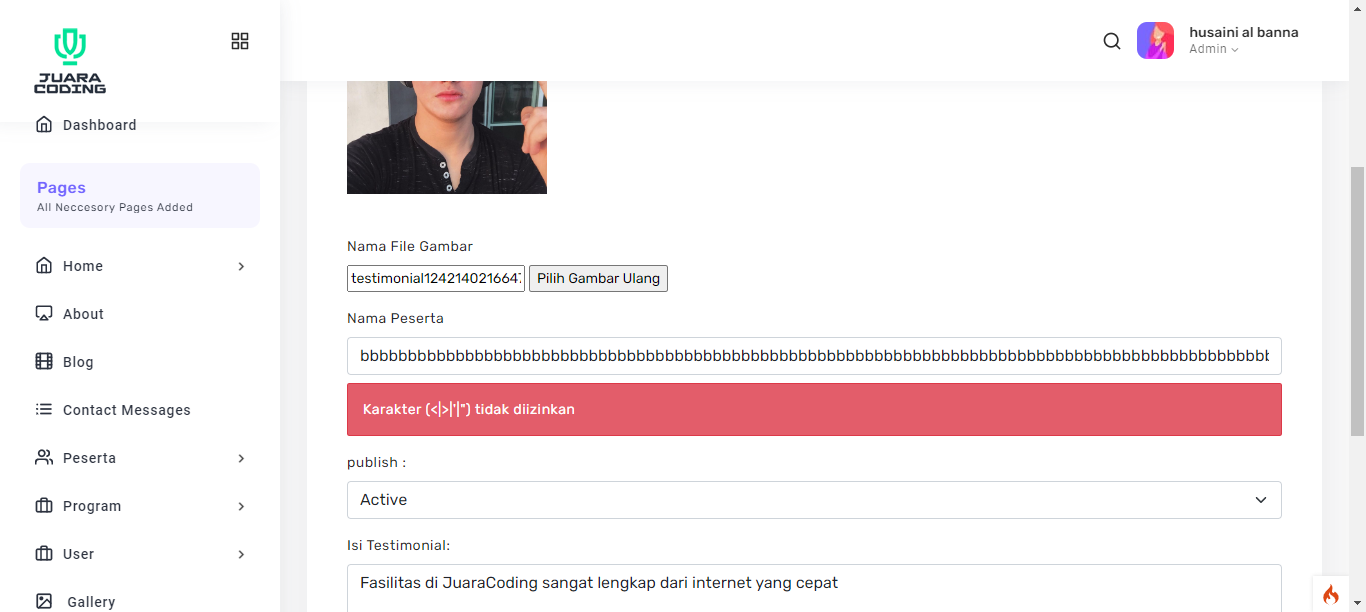 JUARA
CODING
husaini al banna
Admin
Dashboard
Pages
All Neccesory Pages Added
Home
About
Blog
Contact Messages
Peserta
Program
User
Gallery
Nama File Gambar
testimonial1242140216647
Pilih Gambar Ulang
Nama Peserta
Karakter (<|>|'|") tidak diizinkan
publish :
Active
Isi Testimonial:
Fasilitas di JuaraCoding sangat lengkap dari internet yang cepat